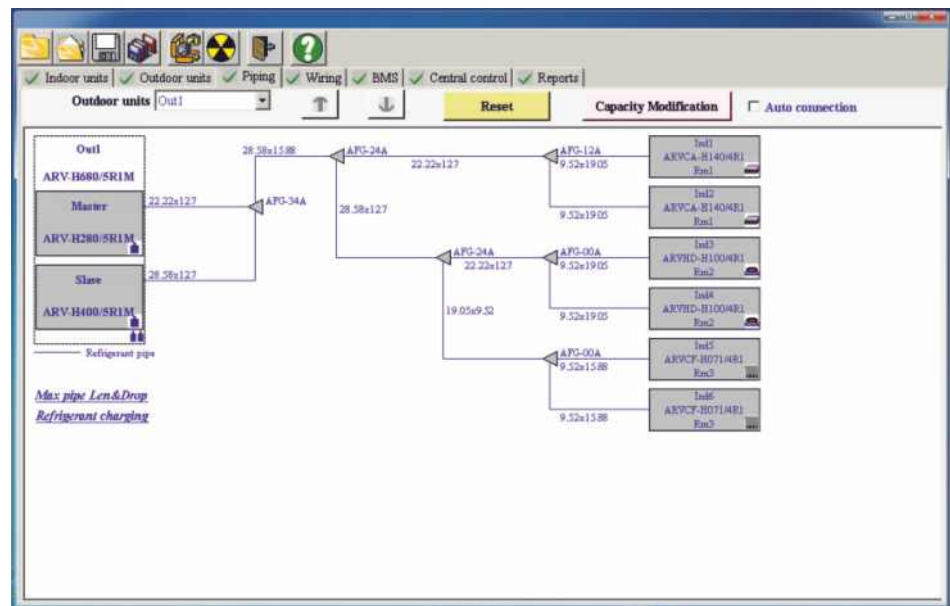 Indoor units Outdoor units Piping Wiring BMS Central control Reports
Outdoor units Out1 Reset Capacity Modification Auto connection
Out1
ARV-H680/5R1M
Master
ARV-H280/5R1M
Slave
ARV-H400/5R1M
Refrigerant pipe
Max pipe Len&Drop
Refrigerant charging
22.22x12.7
28.58x12.7
AFG-34A
28.58x15.88
AFG-24A
22.22x12.7
28.58x12.7
AFG-24A
22.22x12.7
19.05x9.52
AFG-12A
9.52x19.05
9.52x19.05
AFG-00A
9.52x19.05
9.52x19.05
AFG-00A
9.52x15.88
9.52x15.88
Ind1
ARVCA-H140/4R1
Rm1
Ind2
ARVCA-H140/4R1
Rm1
Ind3
ARVHD-H100/4R1
Rm2
Ind4
ARVHD-H100/4R1
Rm2
Ind5
ARVCF-H071/4R1
Rm3
Ind6
ARVCF-H071/4R1
Rm3